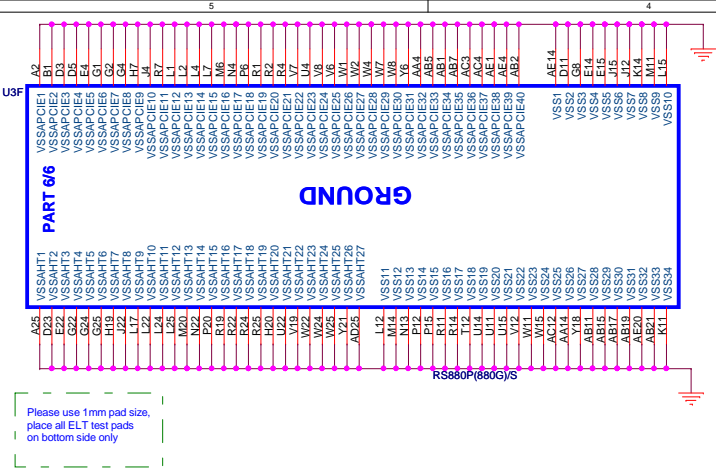 5
4
A2
B1
D3
D5
E4
G1
G2
G4
H7
J4
R7
L1
L2
L4
L7
M6
N4
P6
R1
R2
R4
V7
U4
V8
V6
W1
W2
W4
W7
W8
Y6
AA4
AB5
AB1
AB7
AC3
AC4
AE1
AE4
AB2
AE14
D11
G8
E14
E15
J15
J12
K14
M11
L15
U3F
VSSAPCIE1
VSSAPCIE2
VSSAPCIE3
VSSAPCIE4
VSSAPCIE5
VSSAPCIE6
VSSAPCIE7
VSSAPCIE8
VSSAPCIE9
VSSAPCIE10
VSSAPCIE11
VSSAPCIE12
VSSAPCIE13
VSSAPCIE14
VSSAPCIE15
VSSAPCIE16
VSSAPCIE17
VSSAPCIE18
VSSAPCIE19
VSSAPCIE20
VSSAPCIE21
VSSAPCIE22
VSSAPCIE23
VSSAPCIE24
VSSAPCIE25
VSSAPCIE26
VSSAPCIE27
VSSAPCIE28
VSSAPCIE29
VSSAPCIE30
VSSAPCIE31
VSSAPCIE32
VSSAPCIE33
VSSAPCIE34
VSSAPCIE35
VSSAPCIE36
VSSAPCIE37
VSSAPCIE38
VSSAPCIE39
VSSAPCIE40
VSS1
VSS2
VSS3
VSS4
VSS5
VSS6
VSS7
VSS8
VSS9
VSS10
PART 6/6
GROUND
VSSAHT1
VSSAHT2
VSSAHT3
VSSAHT4
VSSAHT5
VSSAHT6
VSSAHT7
VSSAHT8
VSSAHT9
VSSAHT10
VSSAHT11
VSSAHT12
VSSAHT13
VSSAHT14
VSSAHT15
VSSAHT16
VSSAHT17
VSSAHT18
VSSAHT19
VSSAHT20
VSSAHT21
VSSAHT22
VSSAHT23
VSSAHT24
VSSAHT25
VSSAHT26
VSSAHT27
VSS11
VSS12
VSS13
VSS14
VSS15
VSS16
VSS17
VSS18
VSS19
VSS20
VSS21
VSS22
VSS23
VSS24
VSS25
VSS26
VSS27
VSS28
VSS29
VSS30
VSS31
VSS32
VSS33
VSS34
A25
D23
E22
G22
G24
G25
H19
J22
L17
L22
L24
L25
M20
N22
P20
R19
R22
R24
R25
H20
U22
V19
W22
W24
W25
Y21
AD25
L12
M14
N13
P12
P15
R11
R14
T12
U14
U11
U15
V12
W11
W15
AC12
AA14
Y18
AB11
AB15
AB17
AB19
AE20
AB21
K11
RS880P(880G)/S
Please use 1mm pad size,
place all ELT test pads
on bottom side only